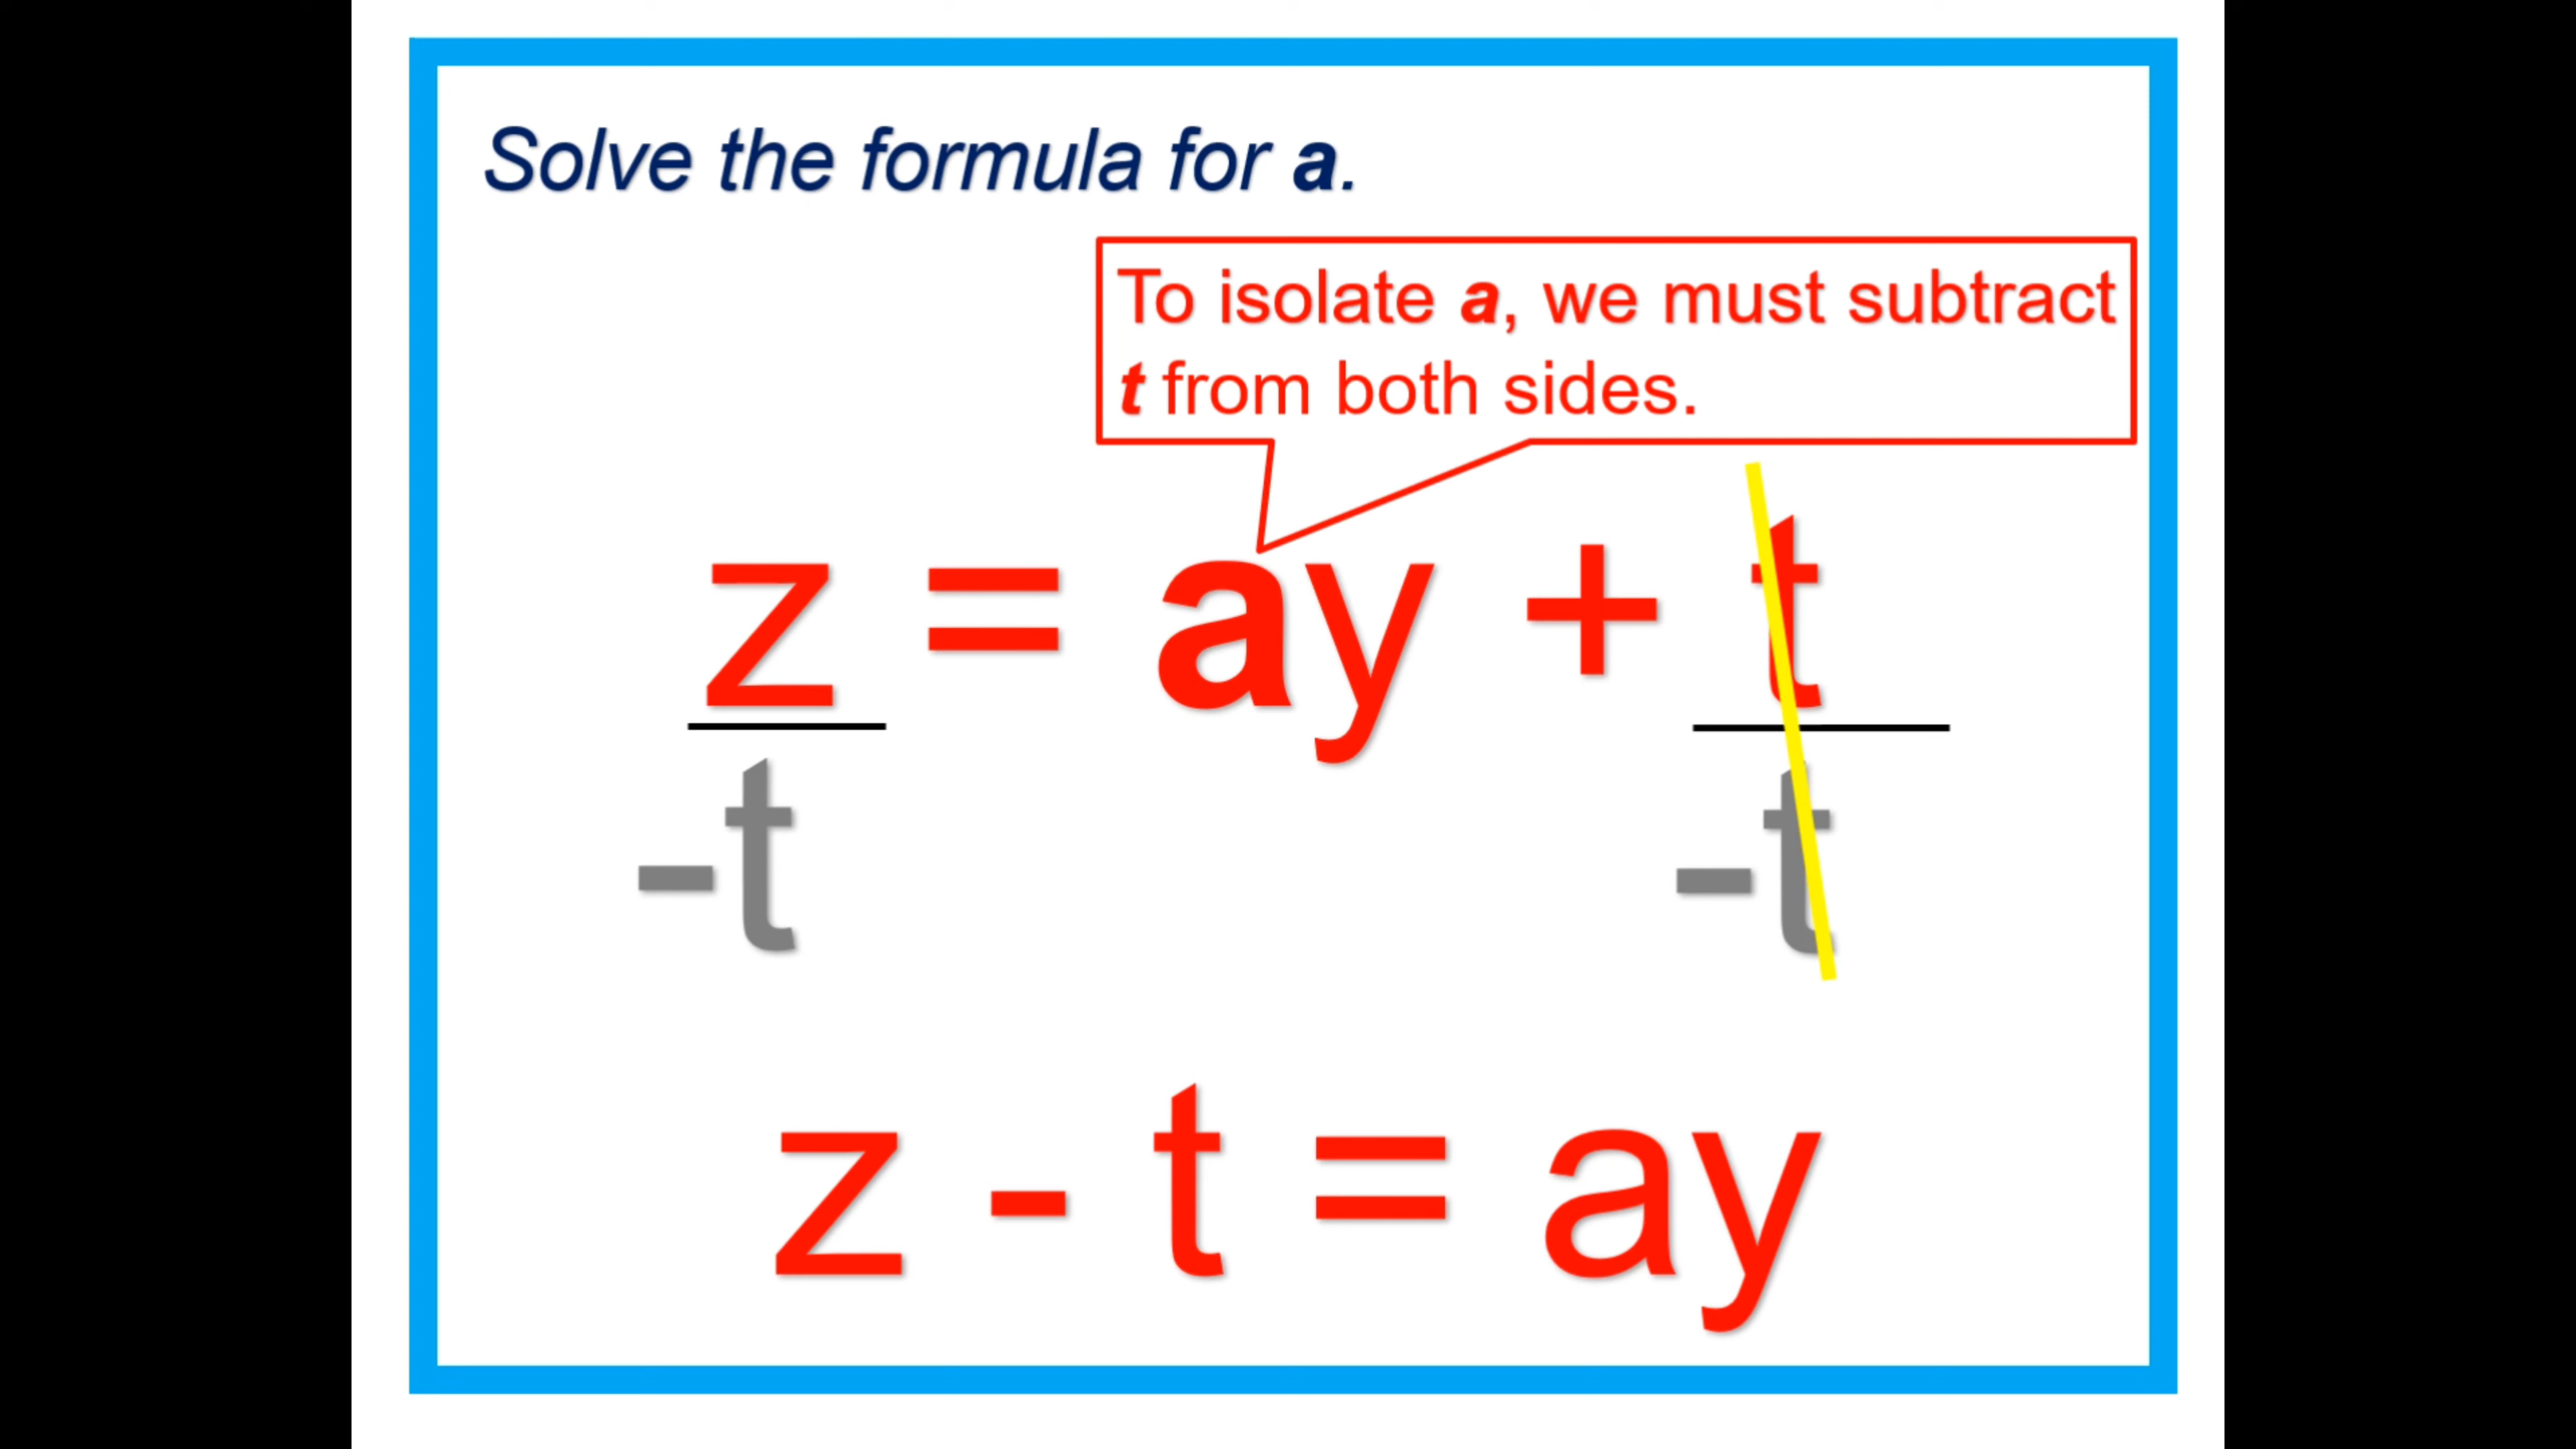 Solve the formula for a.
To isolate a, we must subtract
t from both sides.
z = ay + t
-t -t
z - t = ay